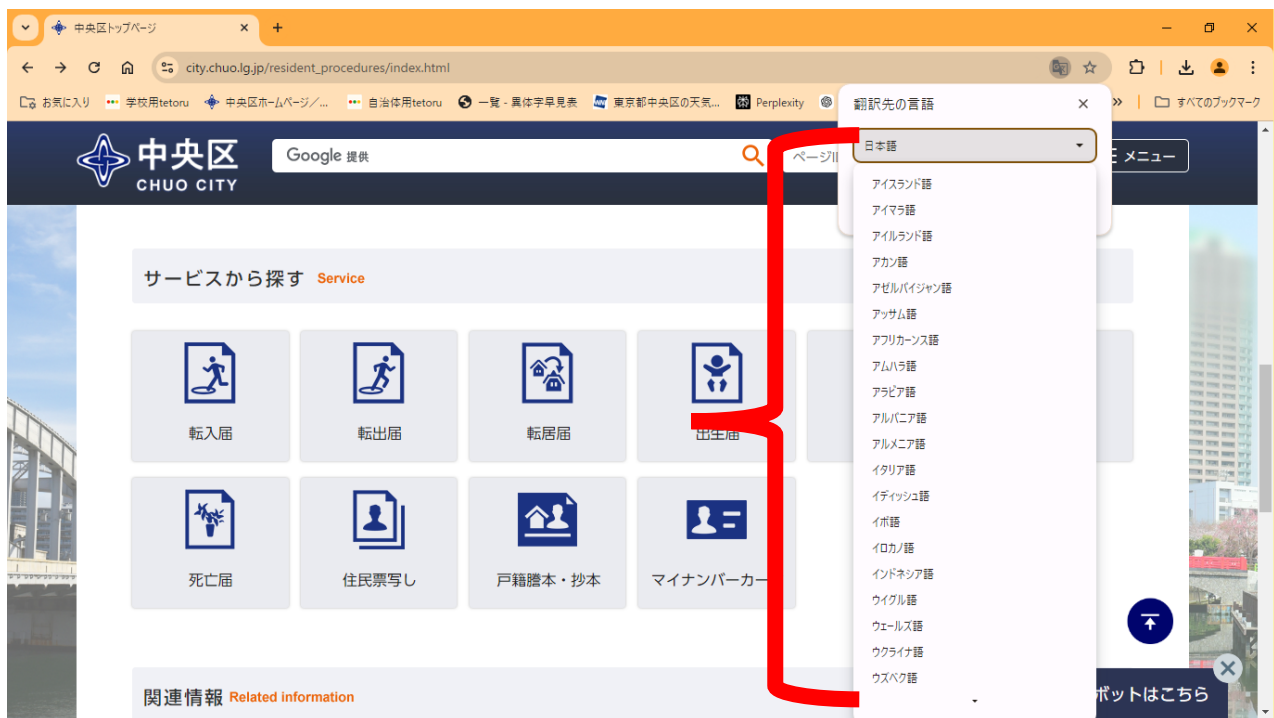 中央区トップページ
city.chuo.lg.jp/resident_procedures/index.html
お気に入り
学校用tetoru
中央区ホームページ／...
自治体用tetoru
一覧 - 異体字早見表
東京都中央区の天気...
Perplexity
»
すべてのブックマーク
翻訳先の言語
中央区
CHUO CITY
Google 提供
ページI
メニュー
日本語
アイスランド語
アイマラ語
アイルランド語
アカン語
アゼルバイジャン語
アッサム語
アフリカーンス語
アムハラ語
アラビア語
アルバニア語
アルメニア語
イタリア語
イディッシュ語
イボ語
イロカノ語
インドネシア語
ウイグル語
ウェールズ語
ウクライナ語
ウズベク語
サービスから探す Service
転入届
転出届
転居届
出生届
死亡届
住民票写し
戸籍謄本・抄本
マイナンバーカー
関連情報 Related information
ボットはこちら